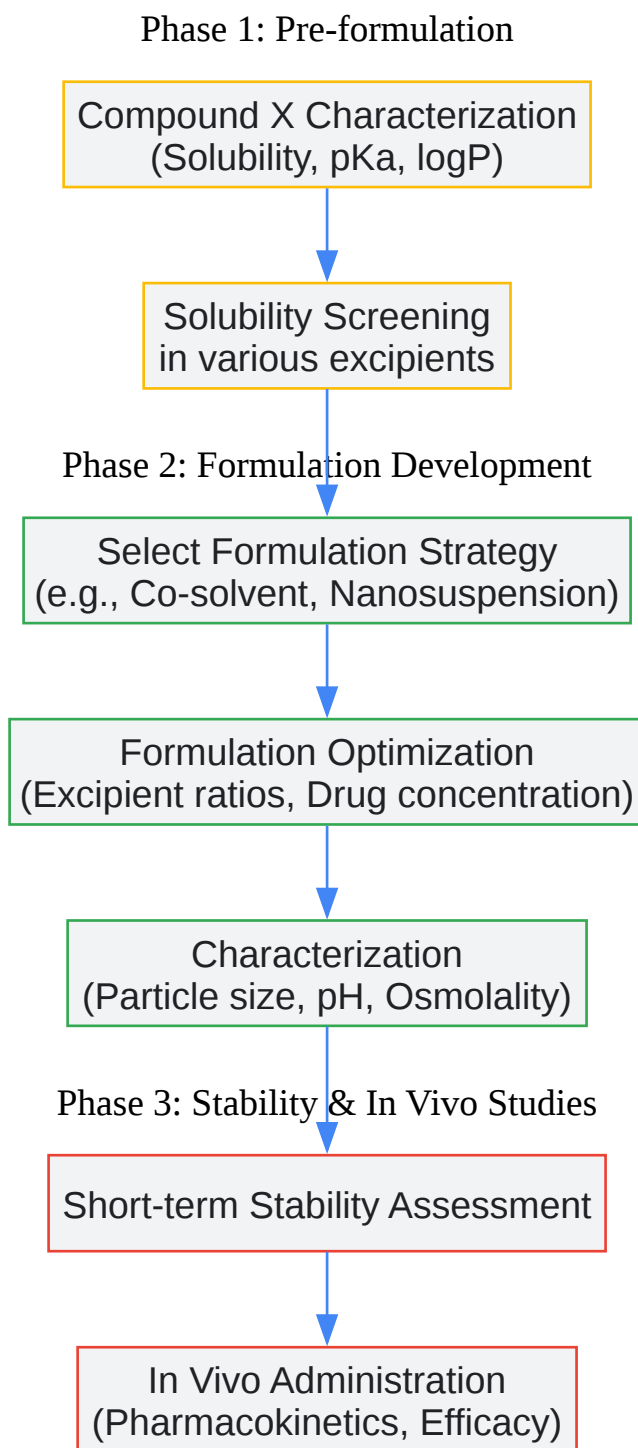 Phase 1: Pre-formulation
Compound X Characterization
(Solubility, pKa, logP)
Solubility Screening
in various excipients
Phase 2: Formulation Development
Select Formulation Strategy
(e.g., Co-solvent, Nanosuspension)
Formulation Optimization
(Excipient ratios, Drug concentration)
Characterization
(Particle size, pH, Osmolality)
Phase 3: Stability & In Vivo Studies
Short-term Stability Assessment
In Vivo Administration
(Pharmacokinetics, Efficacy)